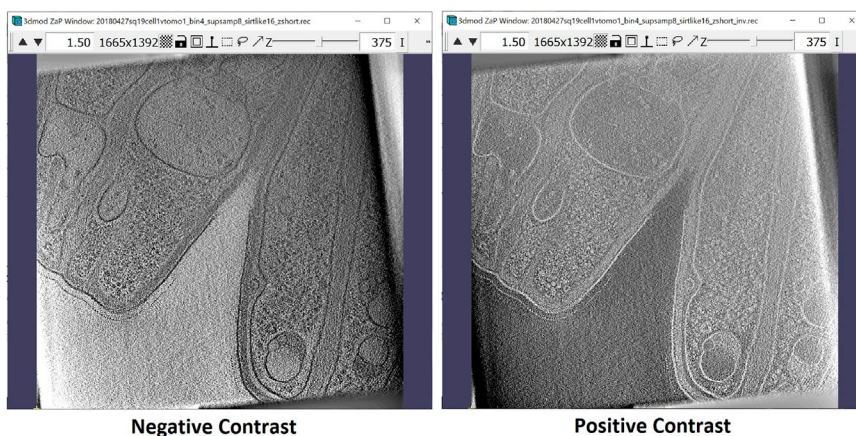 3dmod ZaP Window: 20180427sq19cell1vtomo1_bin4_supsamp8_sirtlike16_zshort.rec
1.50 1665x1392 Z 375 I "
3dmod ZaP Window: 20180427sq19cell1vtomo1_bin4_supsamp8_sirtlike16_zshort_inv.rec
1.50 1665x1392 Z 375 I
Negative Contrast
Positive Contrast